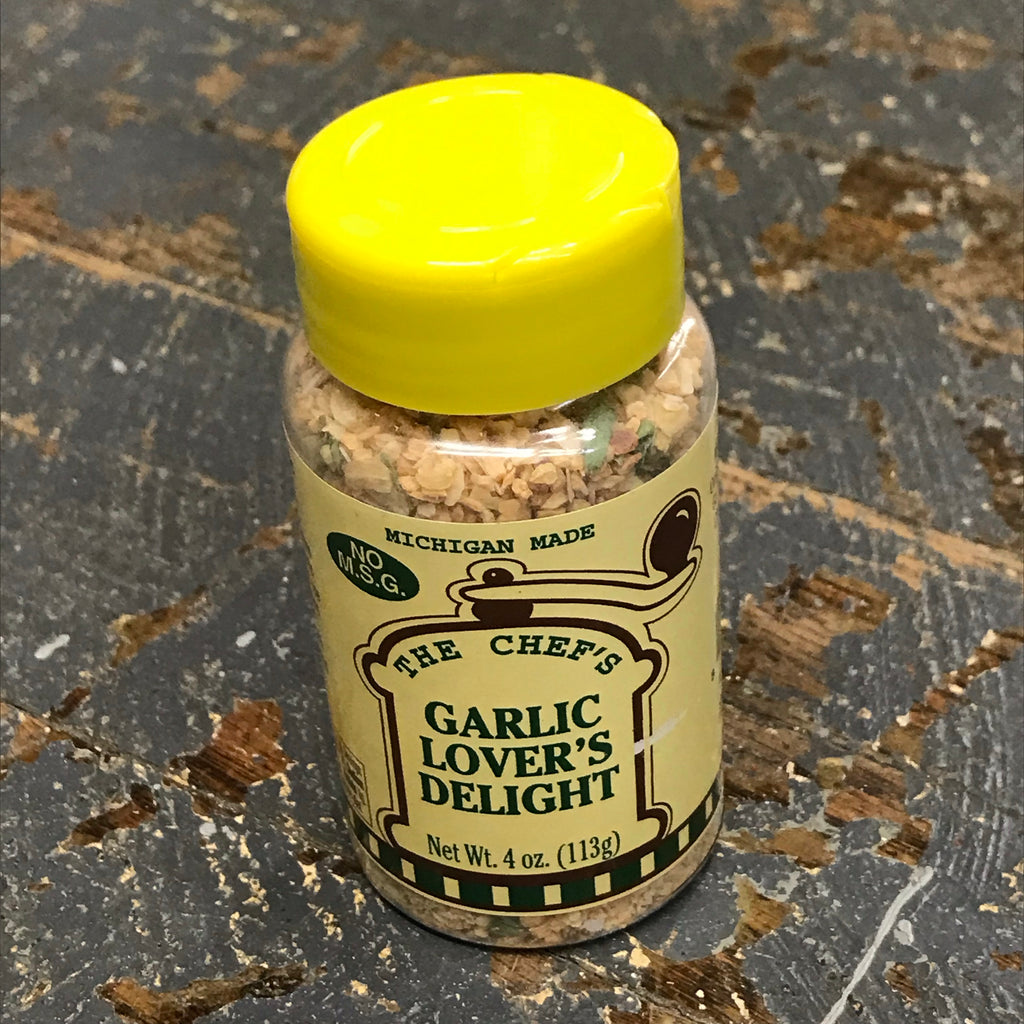 MICHIGAN MADE
NO
M.S.G.
THE CHEF'S
GARLIC
LOVER'S
DELIGHT
Net Wt. 4 oz. (113g)